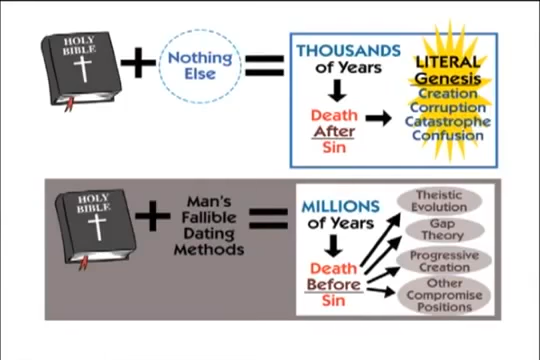 HOLY
BIBLE
+
Nothing
Else
=
THOUSANDS
of Years
Death
After
Sin
LITERAL
Genesis
Creation
Corruption
Catastrophe
Confusion
HOLY
BIBLE
+
Man's
Fallible
Dating
Methods
=
MILLIONS
of Years
Death
Before
Sin
Theistic
Evolution
Gap
Theory
Progressive
Creation
Other
Compromise
Positions